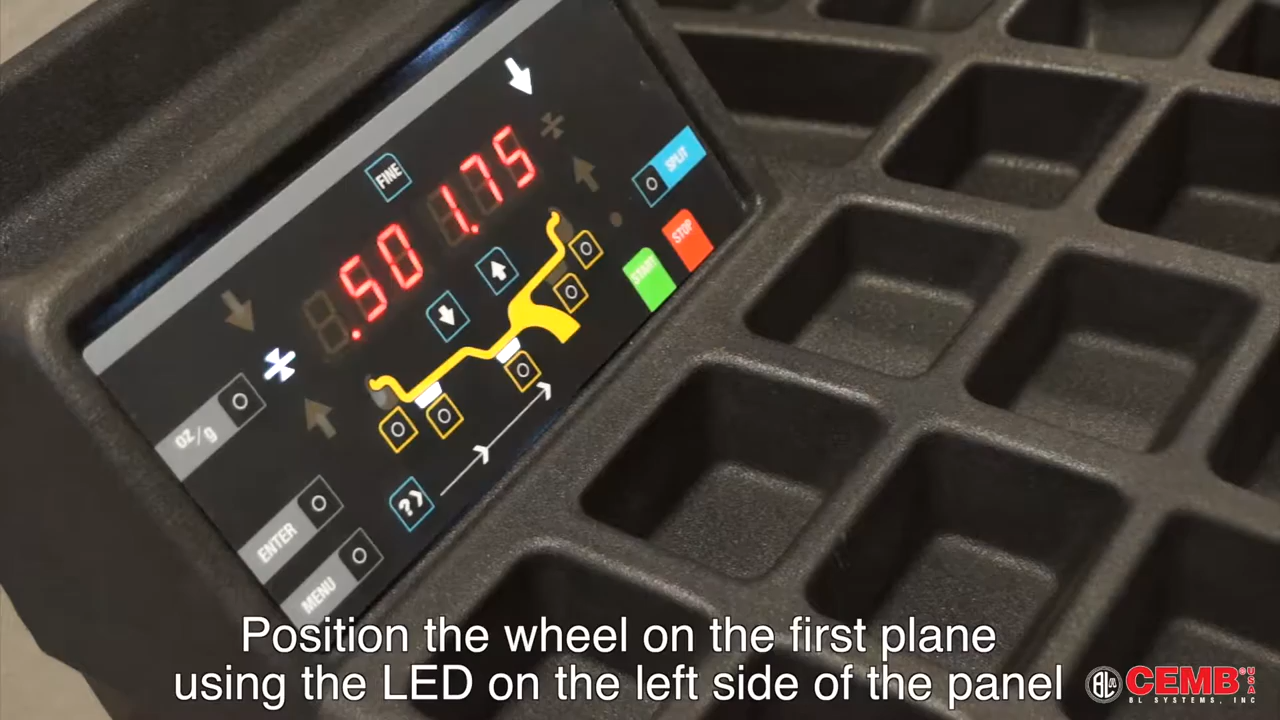 FINE
.50 1.75
SPLIT
STOP
START
OZ/g
ENTER
MENU
? >
Position the wheel on the first plane
using the LED on the left side of the panel
BL
CEMB® USA
BL SYSTEMS, INC